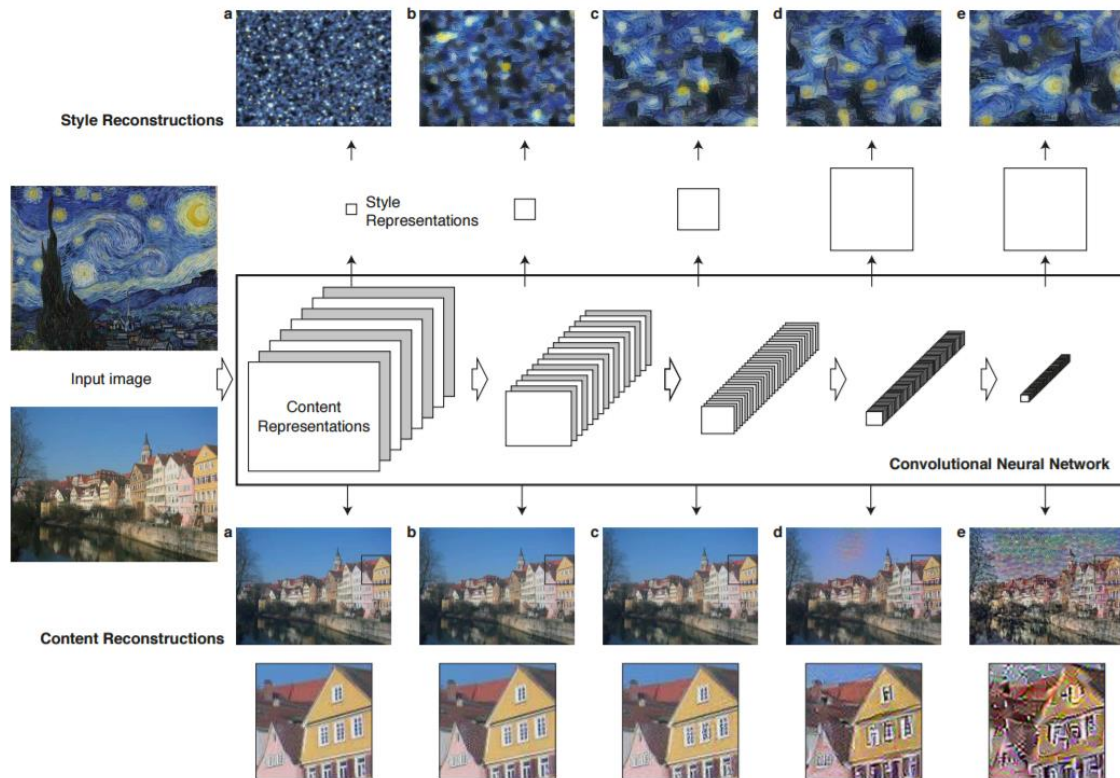 a
b
c
d
e
Style Reconstructions
Style
Representations
Input image
Content
Representations
Convolutional Neural Network
a
b
c
d
e
Content Reconstructions